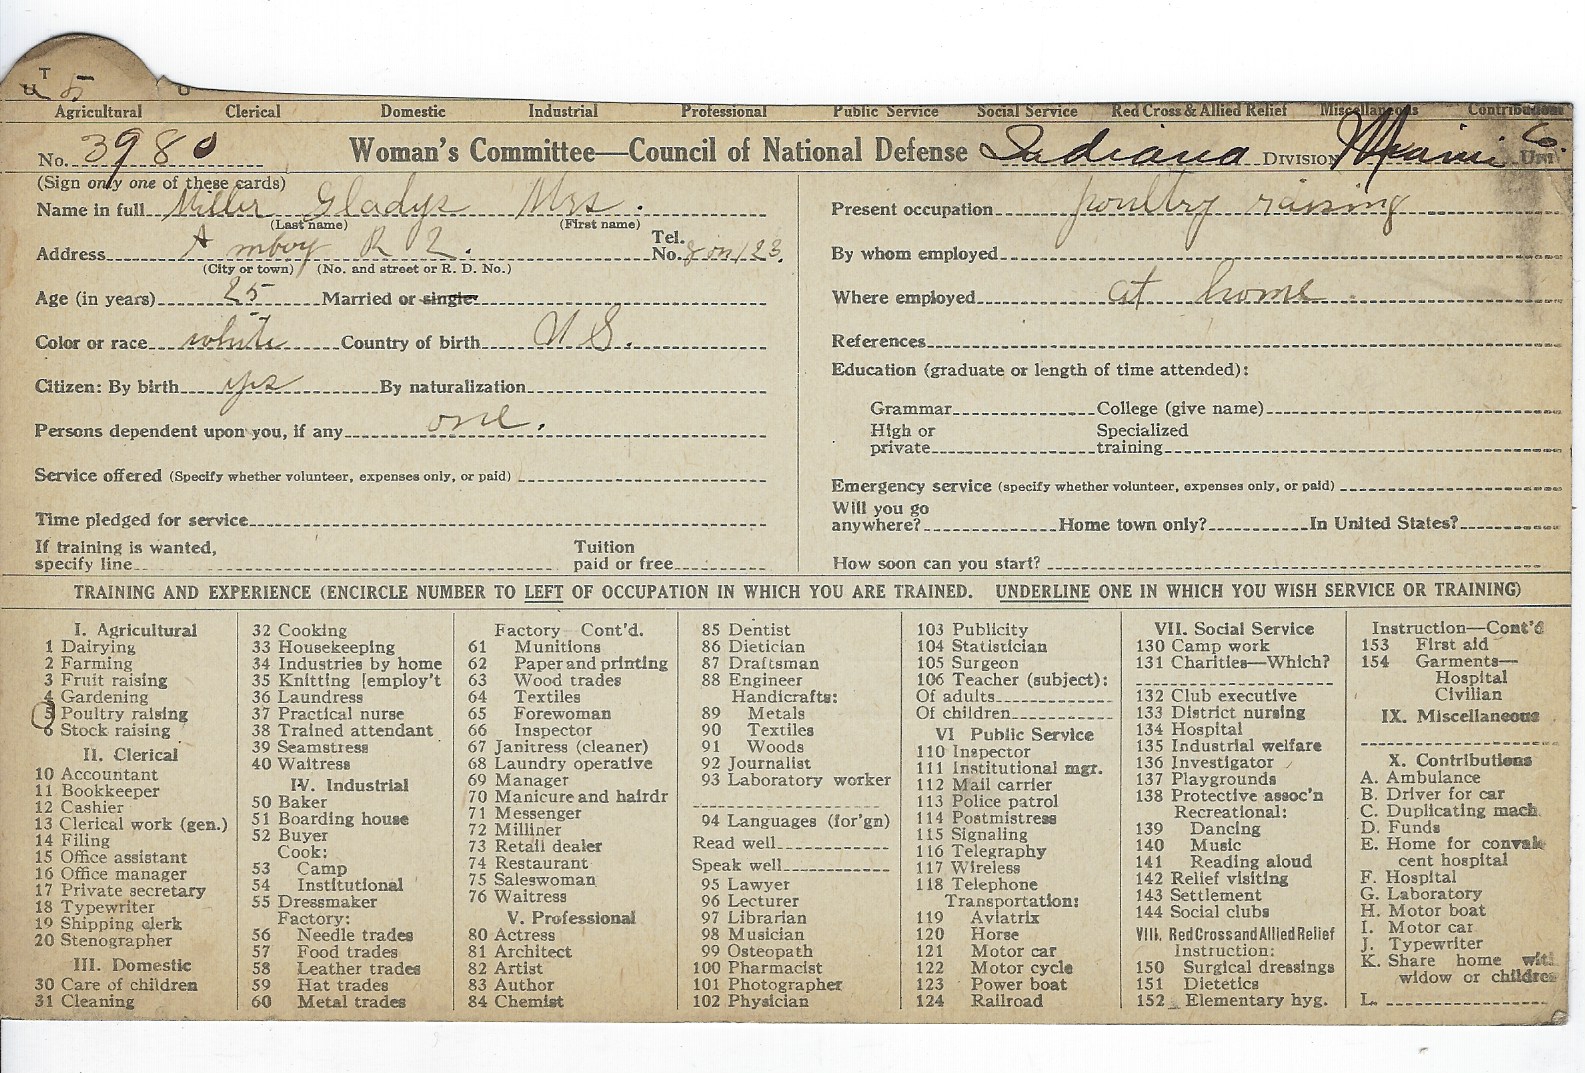 T
5
Agricultural Clerical Domestic Industrial Professional Public Service Social Service Red Cross & Allied Relief Miscellaneous Contributions
No. 3980 Woman's Committee—Council of National Defense Indiana DIVISION Miami Co. UNIT
(Sign only one of these cards)
Name in full Miller Gladys Mrs.
(Last name) (First name)
Address Amboy R 2. Tel. No. 123.
(City or town) (No. and street or R. D. No.)
Age (in years) 25 Married or single
Color or race white Country of birth U S.
Citizen: By birth yes By naturalization
Persons dependent upon you, if any one.
Service offered (Specify whether volunteer, expenses only, or paid)
Time pledged for service
If training is wanted, specify line Tuition paid or free
Present occupation poultry raising
By whom employed
Where employed at home.
References
Education (graduate or length of time attended):
Grammar College (give name)
High or private Specialized training
Emergency service (specify whether volunteer, expenses only, or paid)
Will you go anywhere? Home town only? In United States?
How soon can you start?
TRAINING AND EXPERIENCE (ENCIRCLE NUMBER TO LEFT OF OCCUPATION IN WHICH YOU ARE TRAINED. UNDERLINE ONE IN WHICH YOU WISH SERVICE OR TRAINING)
I. Agricultural
1 Dairying
2 Farming
3 Fruit raising
4 Gardening
5 Poultry raising
6 Stock raising
II. Clerical
10 Accountant
11 Bookkeeper
12 Cashier
13 Clerical work (gen.)
14 Filing
15 Office assistant
16 Office manager
17 Private secretary
18 Typewriter
19 Shipping clerk
20 Stenographer
III. Domestic
30 Care of children
31 Cleaning
32 Cooking
33 Housekeeping
34 Industries by home
35 Knitting [employ't
36 Laundress
37 Practical nurse
38 Trained attendant
39 Seamstress
40 Waitress
IV. Industrial
50 Baker
51 Boarding house
52 Buyer
Cook:
53 Camp
54 Institutional
55 Dressmaker
Factory:
56 Needle trades
57 Food trades
58 Leather trades
59 Hat trades
60 Metal trades
Factory Cont'd.
61 Munitions
62 Paper and printing
63 Wood trades
64 Textiles
65 Forewoman
66 Inspector
67 Janitress (cleaner)
68 Laundry operative
69 Manager
70 Manicure and hairdr
71 Messenger
72 Milliner
73 Retail dealer
74 Restaurant
75 Saleswoman
76 Waitress
V. Professional
80 Actress
81 Architect
82 Artist
83 Author
84 Chemist
85 Dentist
86 Dietician
87 Draftsman
88 Engineer
Handicrafts:
89 Metals
90 Textiles
91 Woods
92 Journalist
93 Laboratory worker
94 Languages (for'gn)
Read well
Speak well
95 Lawyer
96 Lecturer
97 Librarian
98 Musician
99 Osteopath
100 Pharmacist
101 Photographer
102 Physician
103 Publicity
104 Statistician
105 Surgeon
106 Teacher (subject):
Of adults
Of children
VI Public Service
110 Inspector
111 Institutional mgr.
112 Mail carrier
113 Police patrol
114 Postmistress
115 Signaling
116 Telegraphy
117 Wireless
118 Telephone
Transportation:
119 Aviatrix
120 Horse
121 Motor car
122 Motor cycle
123 Power boat
124 Railroad
VII. Social Service
130 Camp work
131 Charities—Which?
132 Club executive
133 District nursing
134 Hospital
135 Industrial welfare
136 Investigator
137 Playgrounds
138 Protective assoc'n
Recreational:
139 Dancing
140 Music
141 Reading aloud
142 Relief visiting
143 Settlement
144 Social clubs
VIII. Red Cross and Allied Relief
Instruction:
150 Surgical dressings
151 Dietetics
152 Elementary hyg.
Instruction—Cont'd
153 First aid
154 Garments—
Hospital
Civilian
IX. Miscellaneous
X. Contributions
A. Ambulance
B. Driver for car
C. Duplicating mach
D. Funds
E. Home for convales
cent hospital
F. Hospital
G. Laboratory
H. Motor boat
I. Motor car
J. Typewriter
K. Share home with
widow or children
L.